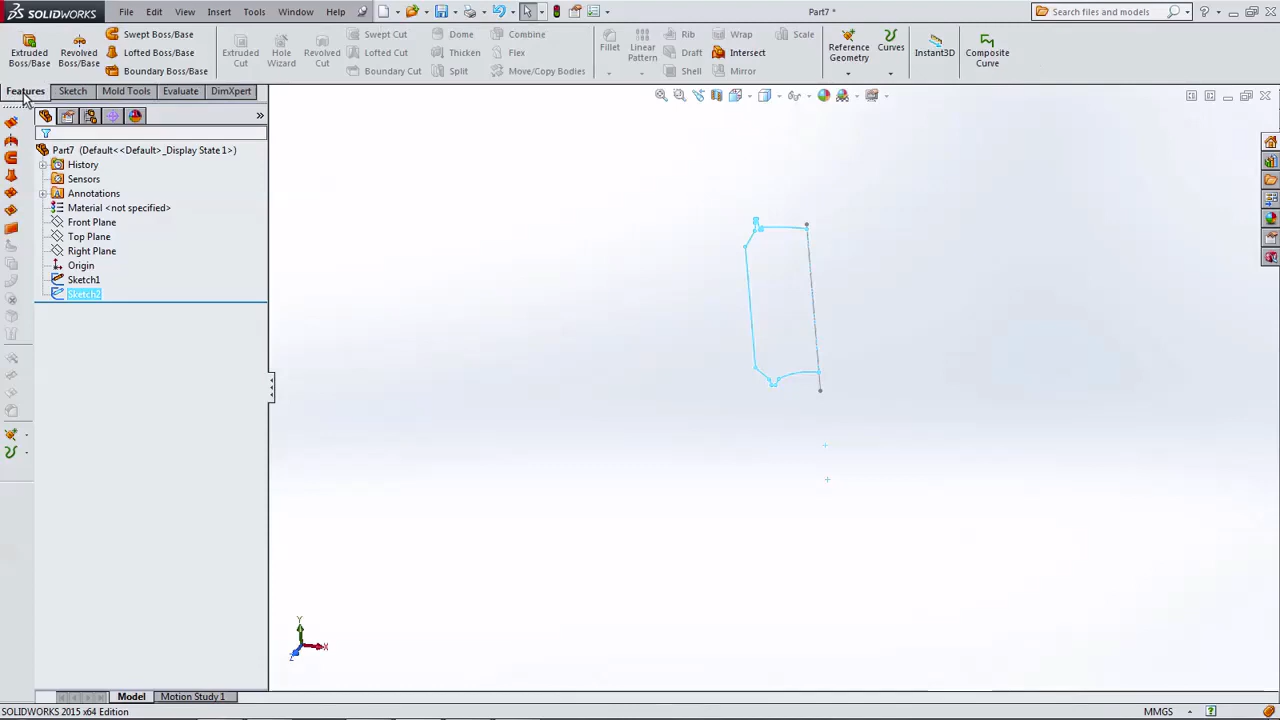 SOLIDWORKS File Edit View Insert Tools Window Help Part7 * Search files and models
Extruded Boss/Base
Revolved Boss/Base
Swept Boss/Base
Lofted Boss/Base
Boundary Boss/Base
Extruded Cut
Hole Wizard
Revolved Cut
Swept Cut
Lofted Cut
Boundary Cut
Dome
Thicken
Split
Combine
Flex
Move/Copy Bodies
Fillet
Linear Pattern
Rib
Draft
Shell
Wrap
Intersect
Mirror
Scale
Reference Geometry
Curves
Instant3D
Composite Curve
Features Sketch Mold Tools Evaluate DimXpert
Part7 (Default<<Default>_Display State 1>)
History
Sensors
Annotations
Material <not specified>
Front Plane
Top Plane
Right Plane
Origin
Sketch1
Sketch2
Y
X
Z
Model Motion Study 1
SOLIDWORKS 2015 x64 Edition MMGS